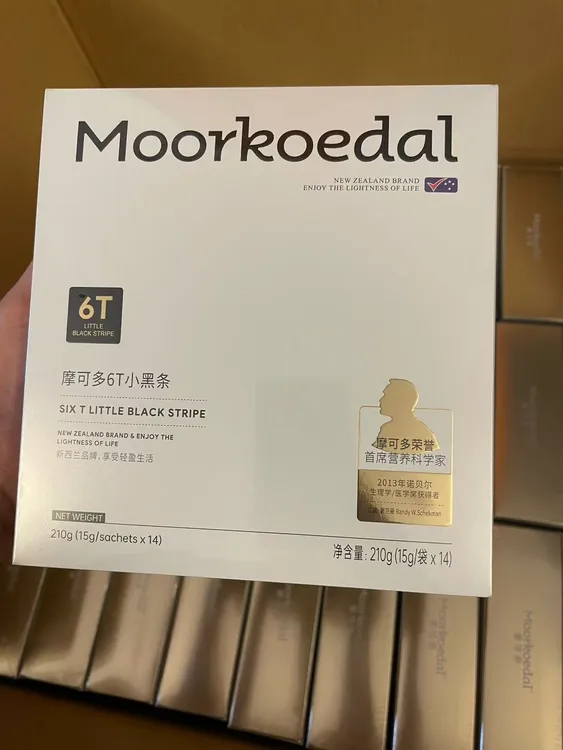 Moorkoedal
NEW ZEALAND BRAND
ENJOY THE LIGHTNESS OF LIFE
6T
LITTLE
BLACK STRIPE
摩可多6T小黑条
SIX T LITTLE BLACK STRIPE
NEW ZEALAND BRAND & ENJOY THE
LIGHTNESS OF LIFE
新西兰品牌,享受轻盈生活
摩可多荣誉
首席营养科学家
2013年诺贝尔
生理学/医学奖获得者
Randy W.Schekman
NET WEIGHT
210g (15g/sachets x 14)
净含量: 210g (15g/袋 x 14)
Moorkoedal